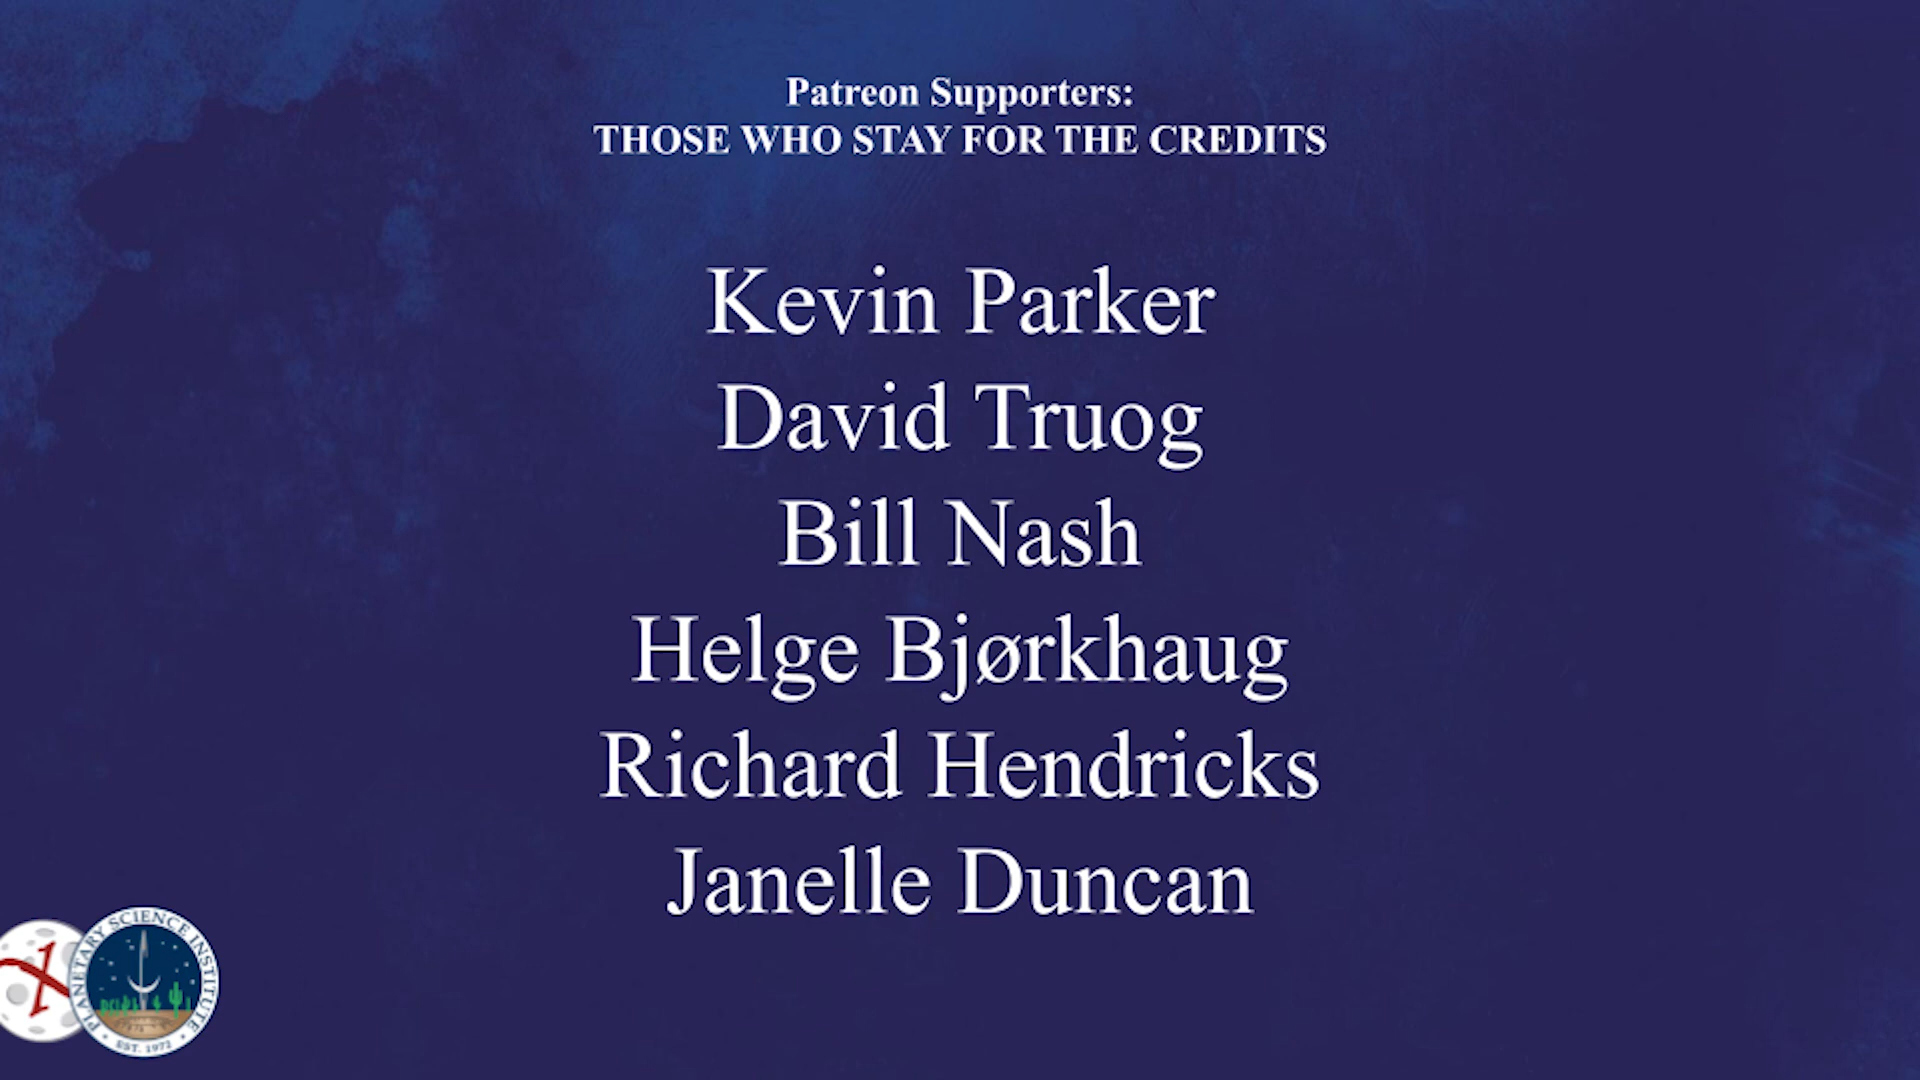 Patreon Supporters:
THOSE WHO STAY FOR THE CREDITS
Kevin Parker
David Truog
Bill Nash
Helge Bjørkhaug
Richard Hendricks
Janelle Duncan
PLANETARY SCIENCE INSTITUTE
EST. 1972